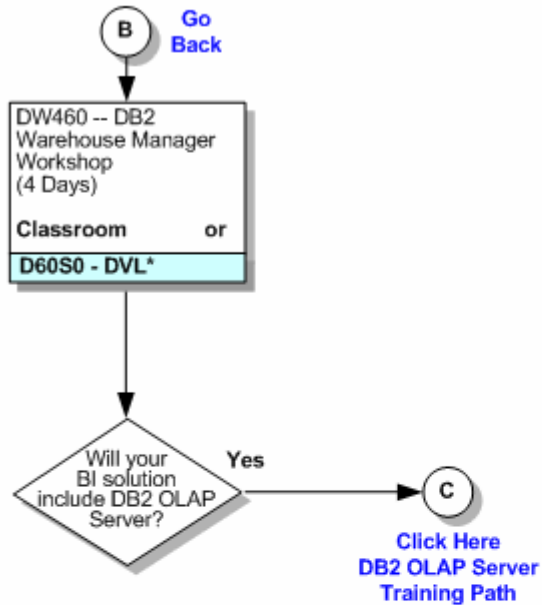 B
Go
Back
DW460 -- DB2
Warehouse Manager
Workshop
(4 Days)
Classroom or
D60S0 - DVL*
Will your
BI solution
include DB2 OLAP
Server?
Yes
C
Click Here
DB2 OLAP Server
Training Path